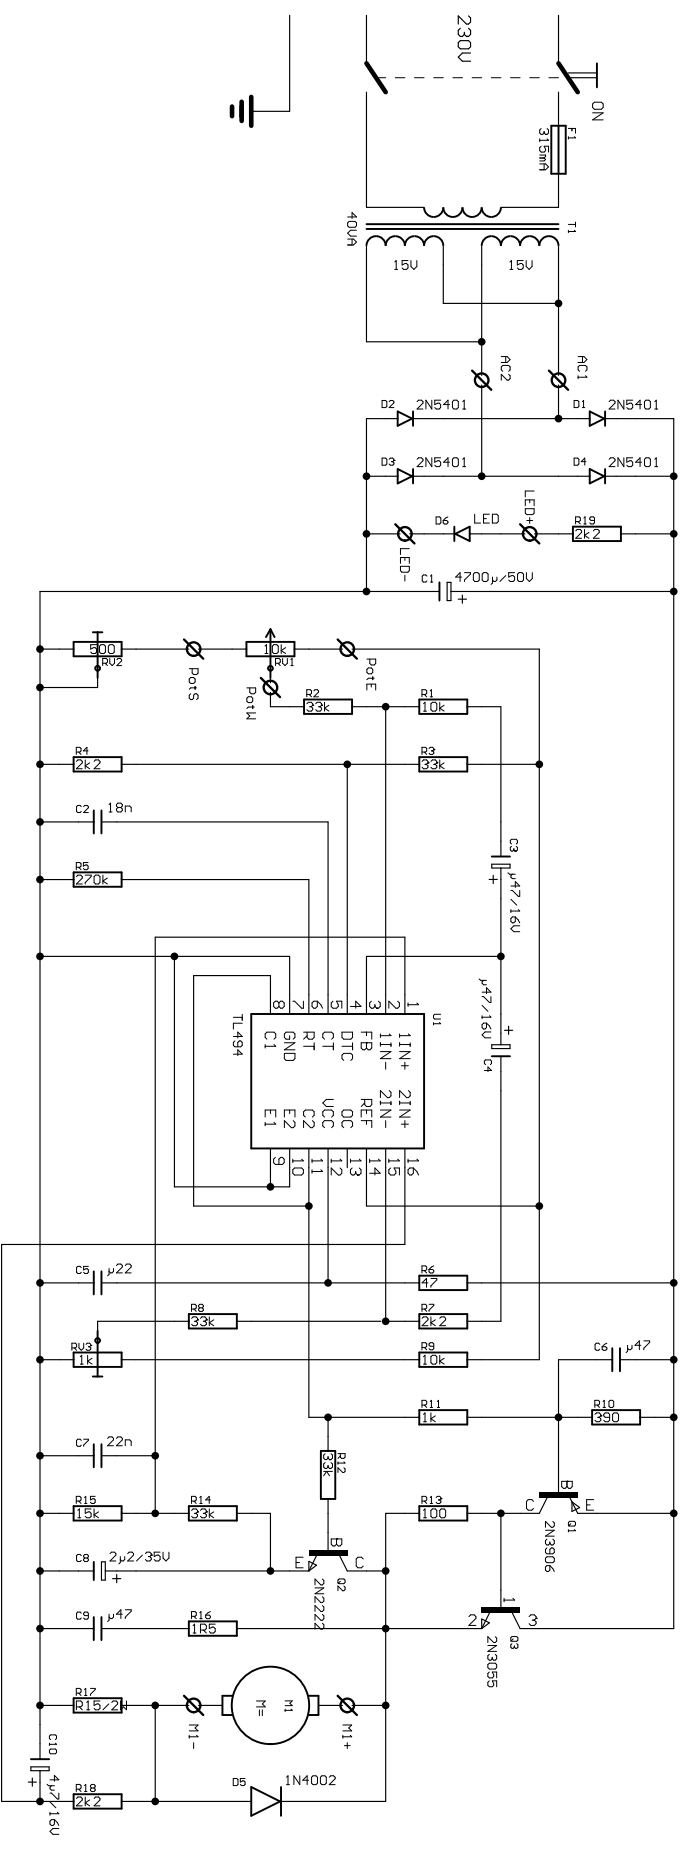 230V
ON
F1
315mA
T1
40VA
15V
15V
AC1
AC2
D2
2N5401
D1
2N5401
D3
2N5401
D4
2N5401
LED+
D6
LED
R19
2k2
LED-
C1
4700µ/50V
+
500
RV2
PotS
10k
RV1
PotE
PotW
R2
33k
R1
10k
R4
2k2
R3
33k
C2
18n
C3
µ47/16V
+
R5
270k
µ47/16V
+
C4
U1
TL494
8
7
6
5
4
3
2
1
C1
GND
RT
CT
DTC
FB
1IN-
1IN+
E1
E2
C2
VCC
OC
REF
2IN-
2IN+
9
10
11
12
13
14
15
16
C5
µ22
R6
47
R8
33k
R7
2k2
RV3
1k
R9
10k
C6
µ47
R11
1k
R10
390
C7
22n
R12
33k
B
C
E
Q1
2N3906
R15
15k
R14
33k
R13
100
C8
2µ2/35V
+
B
E
C
Q2
2N2222
1
2
3
Q3
2N3055
C9
µ47
R16
1R5
R17
R15/2W
M1-
M1
M=
M1+
C10
4µ7/16V
+
R18
2k2
D5
1N4002